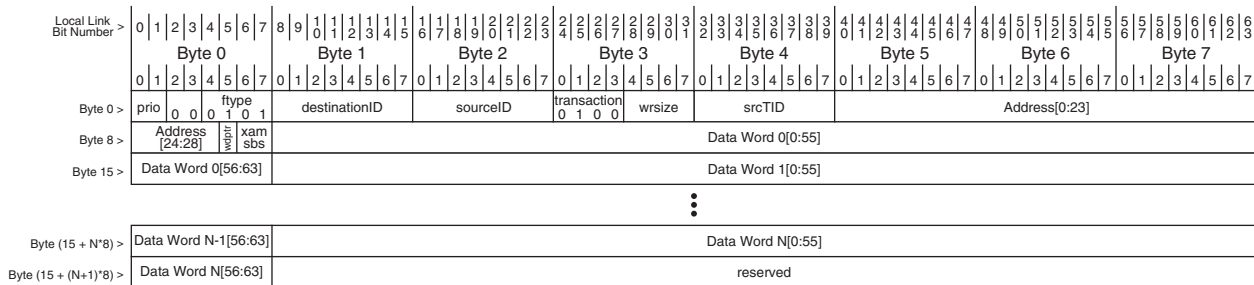 Local Link
Bit Number > 0 1 2 3 4 5 6 7 8 9 10 11 12 13 14 15 16 17 18 19 20 21 22 23 24 25 26 27 28 29 30 31 32 33 34 35 36 37 38 39 40 41 42 43 44 45 46 47 48 49 50 51 52 53 54 55 56 57 58 59 60 61 62 63
Byte 0 Byte 1 Byte 2 Byte 3 Byte 4 Byte 5 Byte 6 Byte 7
0 1 2 3 4 5 6 7 0 1 2 3 4 5 6 7 0 1 2 3 4 5 6 7 0 1 2 3 4 5 6 7 0 1 2 3 4 5 6 7 0 1 2 3 4 5 6 7 0 1 2 3 4 5 6 7 0 1 2 3 4 5 6 7
Byte 0 > prio 0 0 ftype 0 1 0 1 destinationID sourceID transaction 0 1 0 0 wrsize srcTID Address[0:23]
Byte 8 > Address [24:28] wdptr xam sbs Data Word 0[0:55]
Byte 15 > Data Word 0[56:63] Data Word 1[0:55]
Byte (15 + N*8) > Data Word N-1[56:63] Data Word N[0:55]
Byte (15 + (N+1)*8) > Data Word N[56:63] reserved